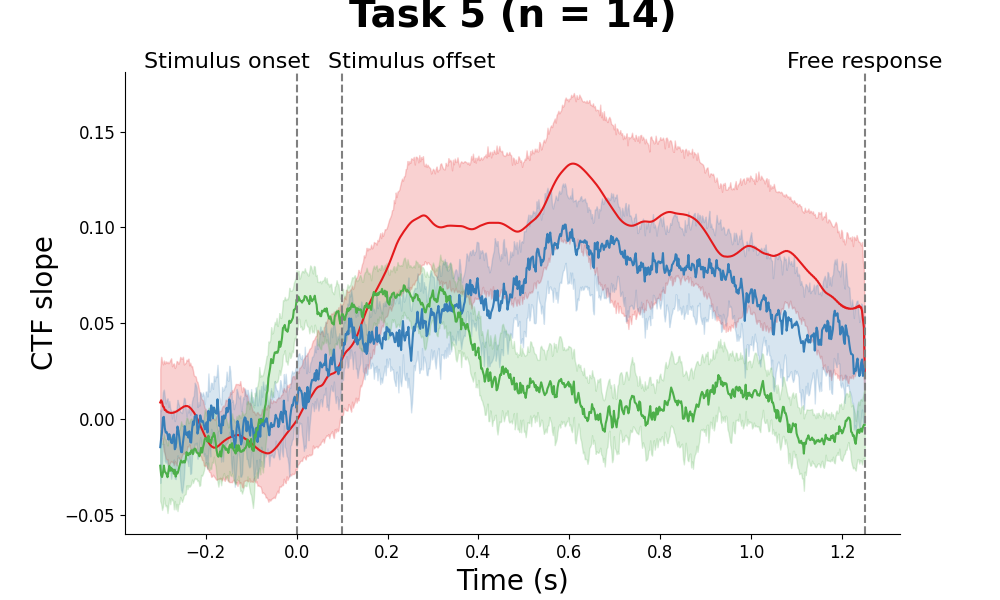 Task 5 (n = 14)
Stimulus onset
Stimulus offset
Free response
0.15
0.10
0.05
0.00
−0.05
CTF slope
−0.2
0.0
0.2
0.4
0.6
0.8
1.0
1.2
Time (s)